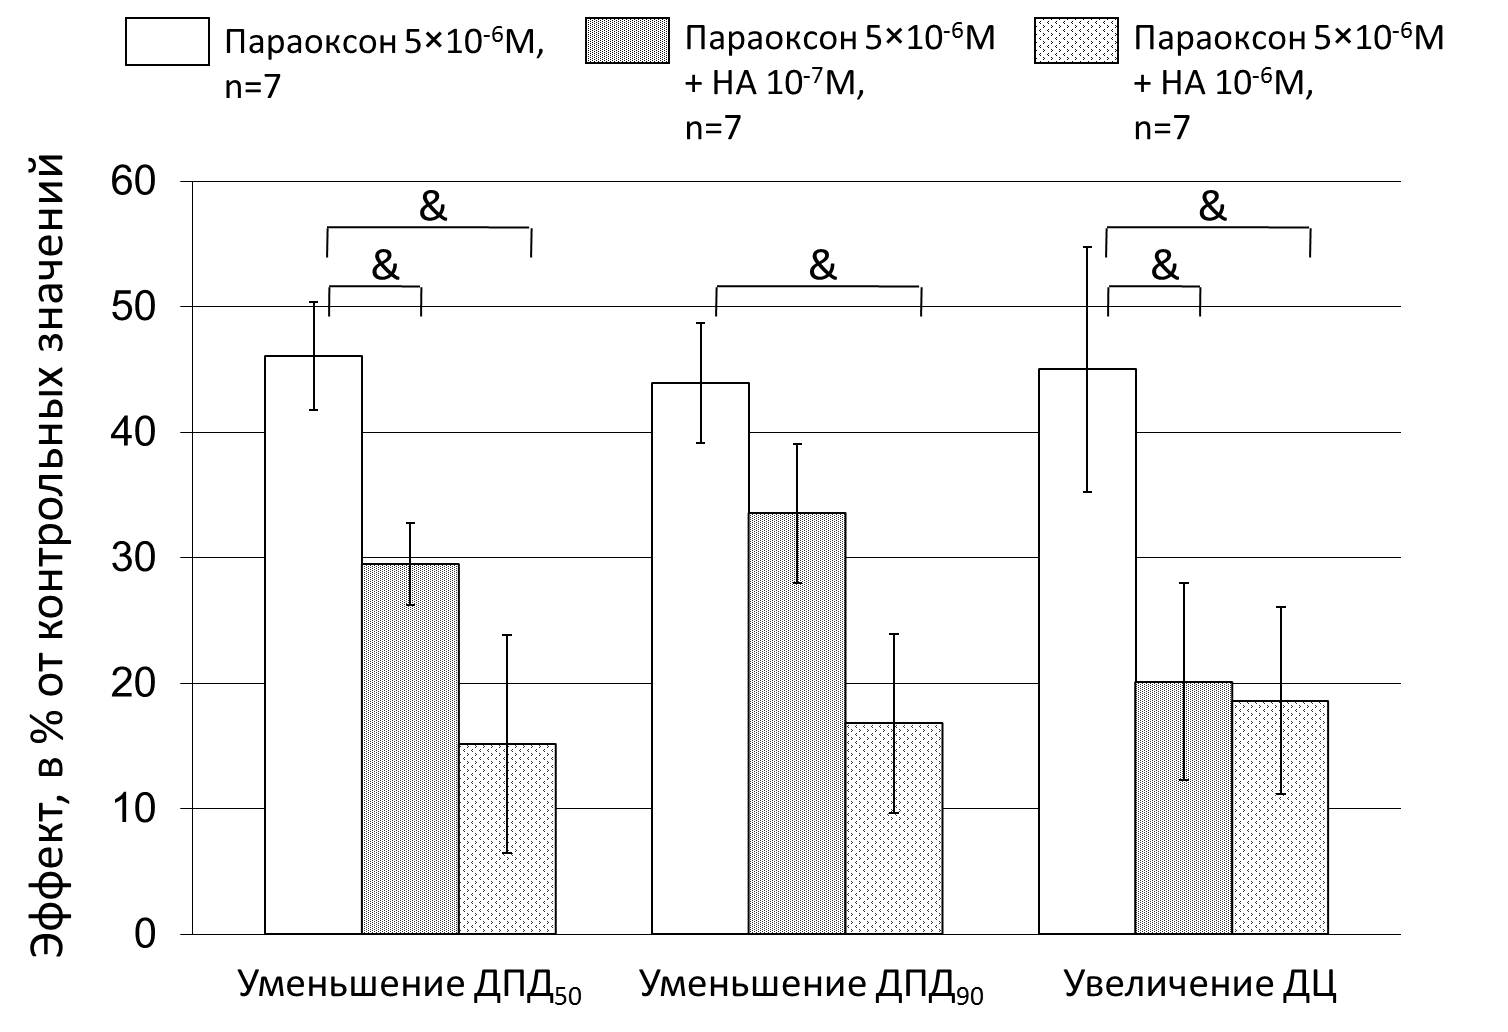 Параоксон 5×10⁻⁶М,
n=7
Параоксон 5×10⁻⁶М
+ НА 10⁻⁷М,
n=7
Параоксон 5×10⁻⁶М
+ НА 10⁻⁶М,
n=7
Эффект, в % от контрольных значений
60
50
40
30
20
10
0
&
&
&
&
&
Уменьшение ДПД₅₀
Уменьшение ДПД₉₀
Увеличение ДЦ